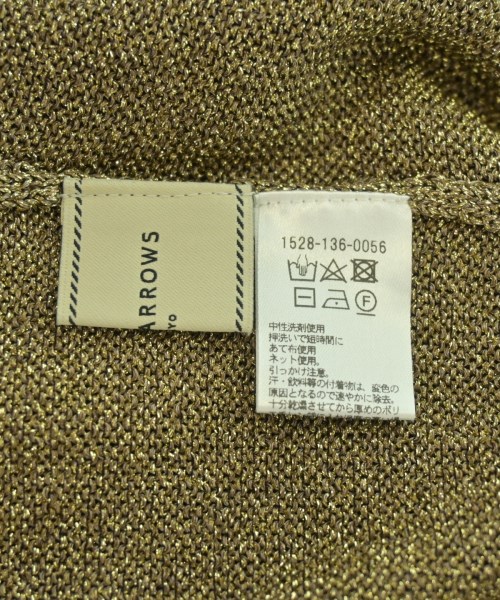 ARROWS
YO
1528-136-0056
F
中性洗剤使用
押洗いで短時間に
あて布使用。
ネット使用。
引っかけ注意。
汗・飲料等の付着物は、変色の
原因となるので速やかに除去。
十分乾燥させてから厚めのポリ